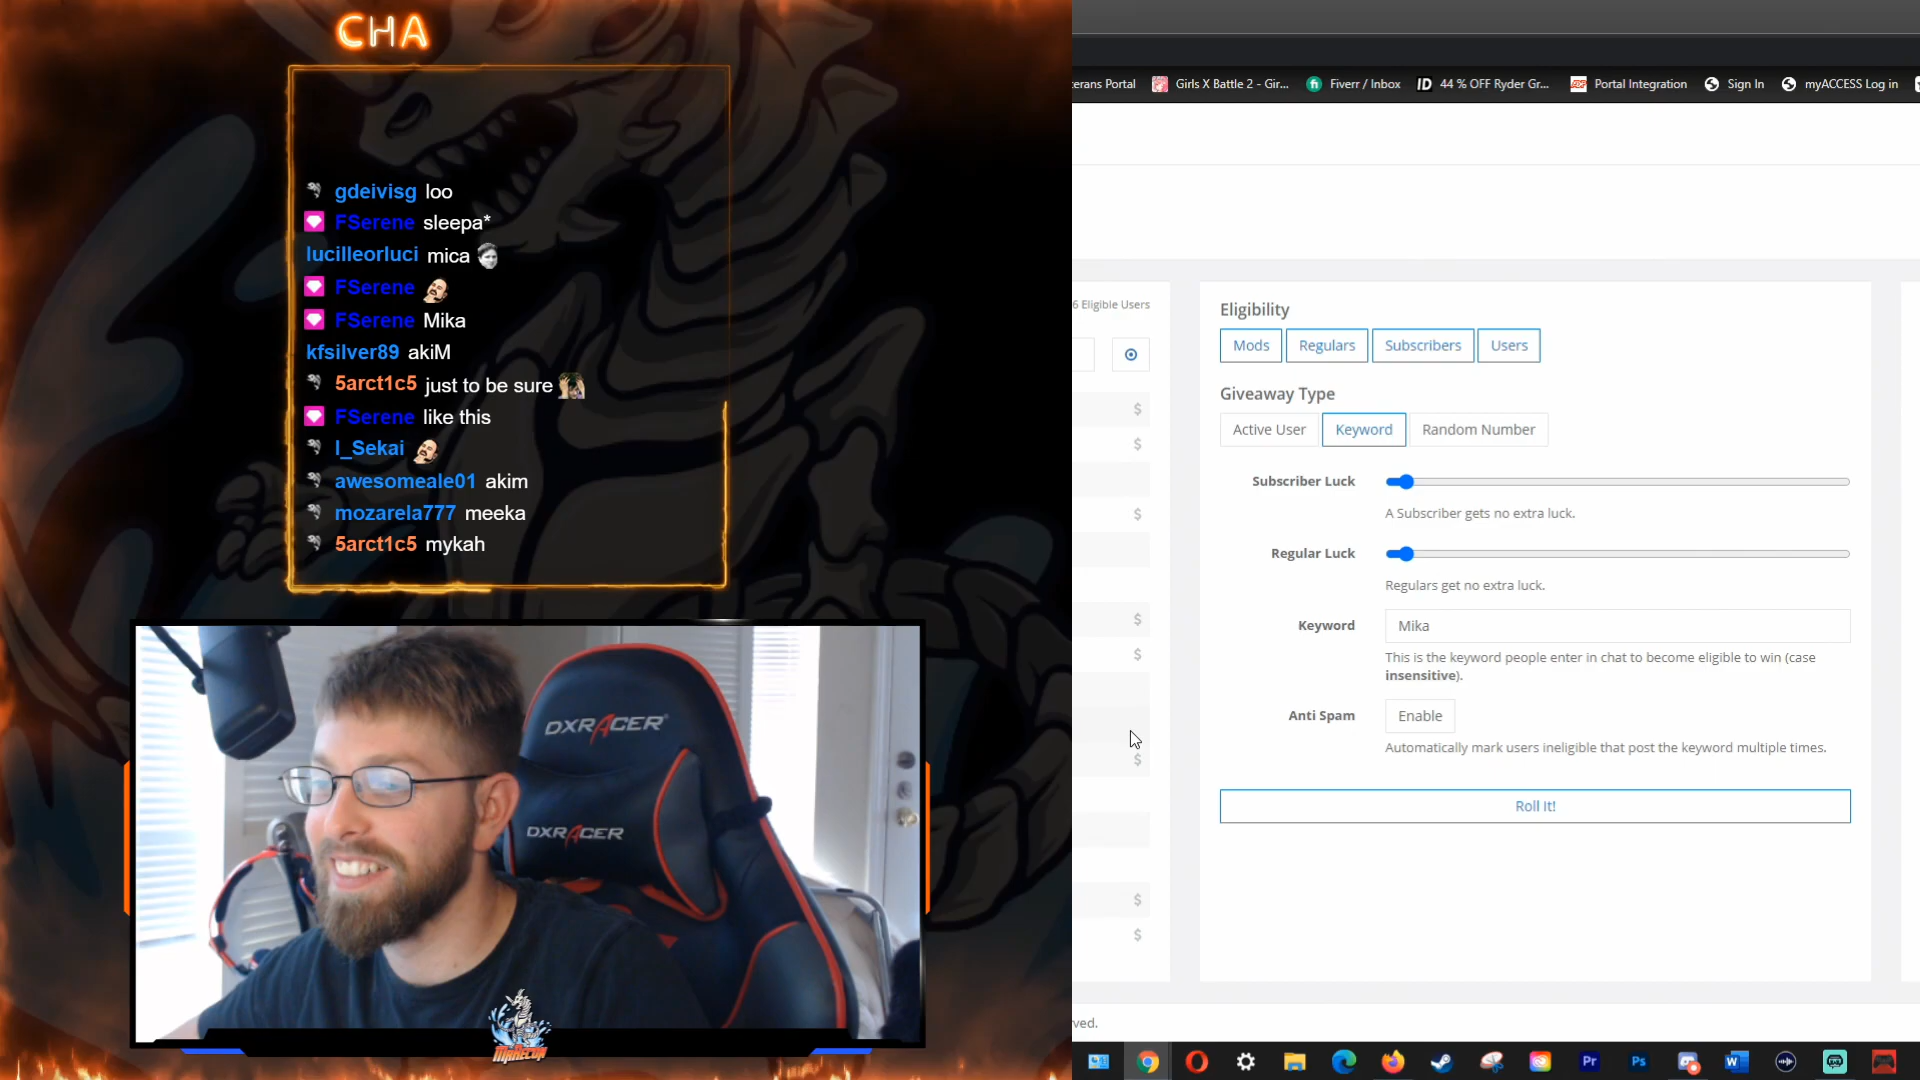 CHA
gdeivisg loo
FSerene sleepa*
lucilleorluci mica
FSerene
FSerene Mika
kfsilver89 akiM
5arct1c5 just to be sure
FSerene like this
I_Sekai
awesomeale01 akim
mozarela777 meeka
5arct1c5 mykah
DXRACER
DXRACER
MARECON
terans Portal Girls X Battle 2 - Gir... Fiverr / Inbox 44 % OFF Ryder Gr... Portal Integration Sign In myACCESS Log in
6 Eligible Users
Eligibility
Mods Regulars Subscribers Users
Giveaway Type
Active User Keyword Random Number
Subscriber Luck
A Subscriber gets no extra luck.
Regular Luck
Regulars get no extra luck.
Keyword Mika
This is the keyword people enter in chat to become eligible to win (case
insensitive).
Anti Spam Enable
Automatically mark users ineligible that post the keyword multiple times.
Roll It!
$
$
$
$
$
$
$
$
ved.